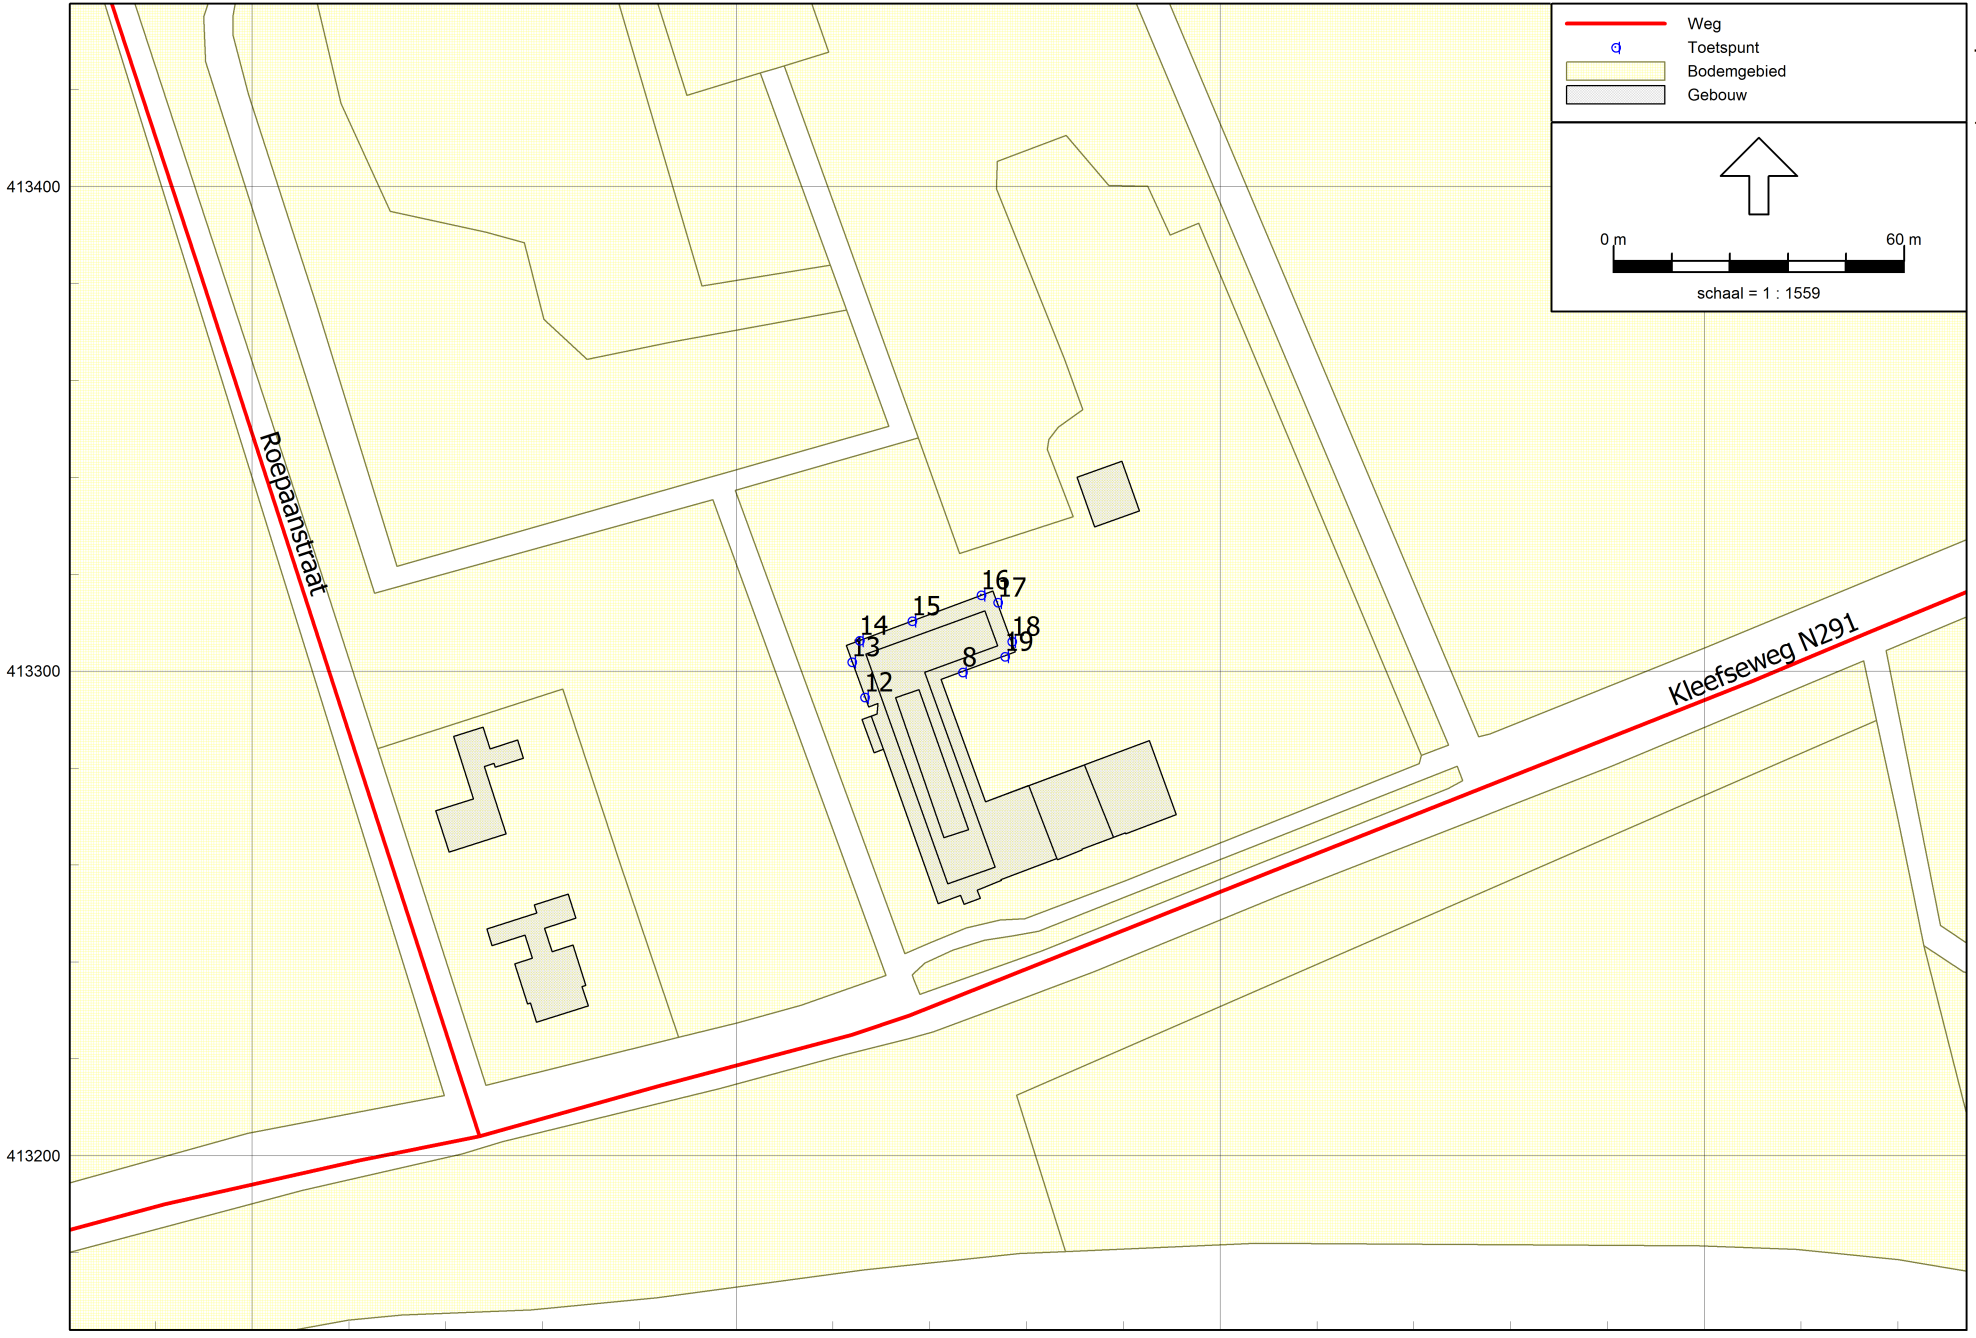 Weg
Toetspunt
Bodemgebied
Gebouw
413400
0 m 60 m
schaal = 1 : 1559
Roepaanstraat
16
17
15
14
18
13
19
8
12
413300
Kleefseweg N291
413200